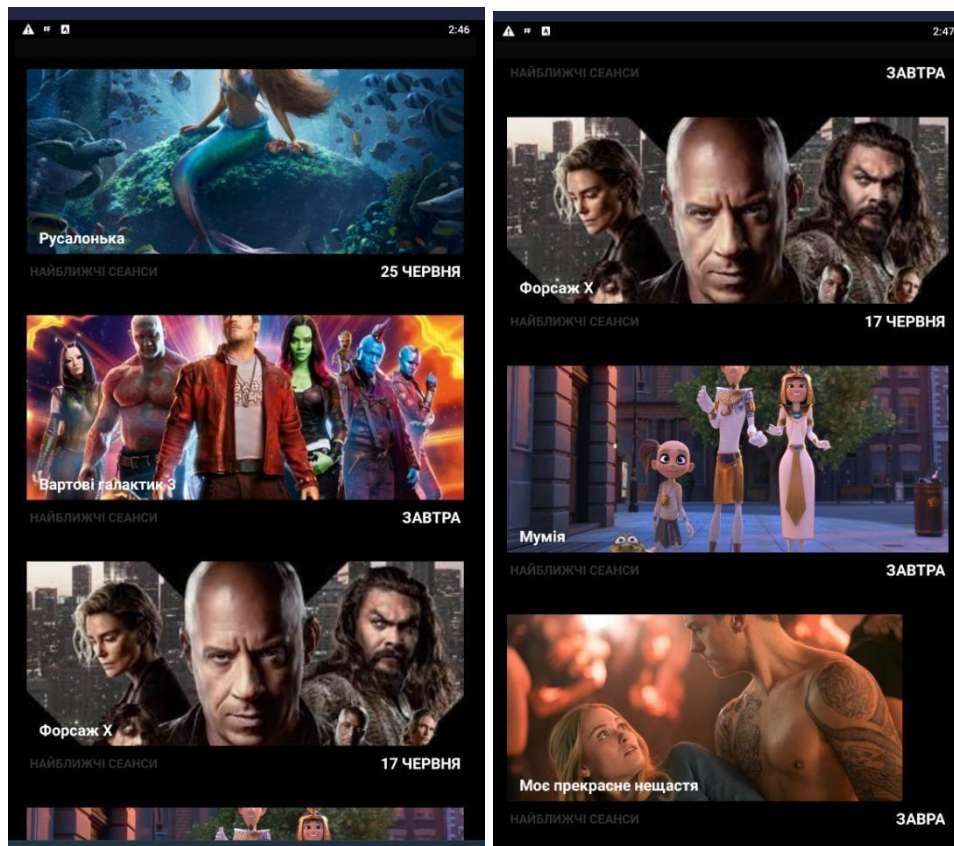 2:46
Русалонька
НАЙБЛИЖЧІ СЕАНСИ 25 ЧЕРВНЯ
Вартові галактик 3
НАЙБЛИЖЧІ СЕАНСИ ЗАВТРА
Форсаж X
НАЙБЛИЖЧІ СЕАНСИ 17 ЧЕРВНЯ
2:47
НАЙБЛИЖЧІ СЕАНСИ ЗАВТРА
Форсаж X
НАЙБЛИЖЧІ СЕАНСИ 17 ЧЕРВНЯ
Мумія
НАЙБЛИЖЧІ СЕАНСИ ЗАВТРА
Моє прекрасне нещастя
НАЙБЛИЖЧІ СЕАНСИ ЗАВРА